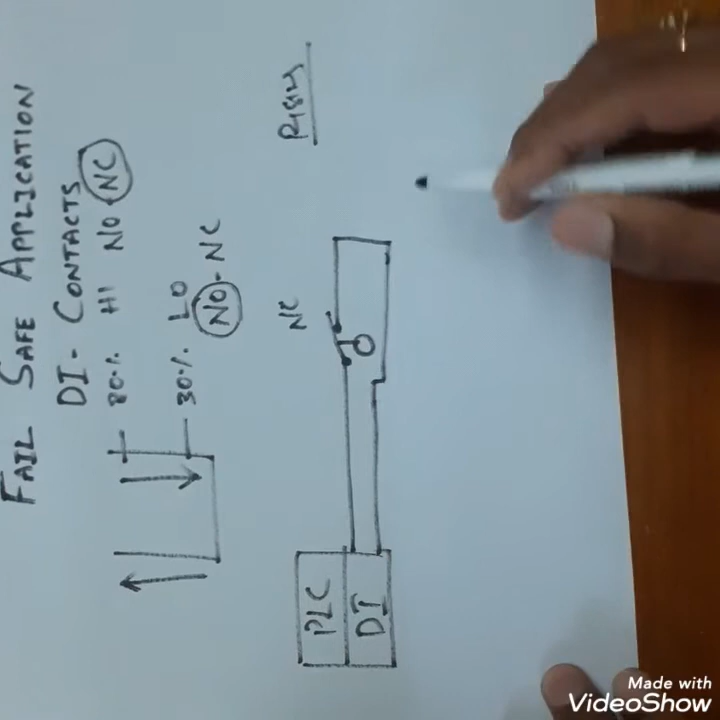 FAIL SAFE APPLICATION
DI - CONTACTS
80% HI NO-NC
30% LO
NO-NC
NC
PLC
DI
Made with
VideoShow